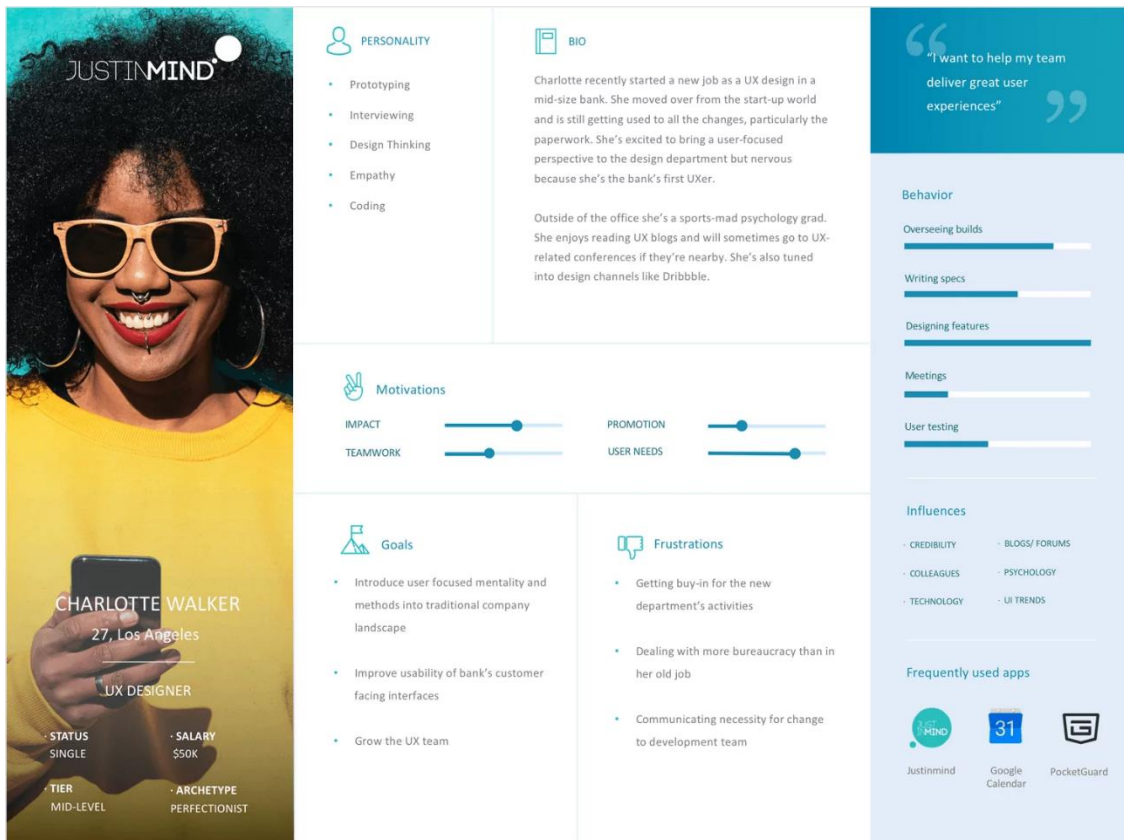 JUSTINMIND
CHARLOTTE WALKER
27, Los Angeles
UX DESIGNER
· STATUS
SINGLE
· SALARY
$50K
· TIER
MID-LEVEL
· ARCHETYPE
PERFECTIONIST
PERSONALITY
• Prototyping
• Interviewing
• Design Thinking
• Empathy
• Coding
BIO
Charlotte recently started a new job as a UX design in a
mid-size bank. She moved over from the start-up world
and is still getting used to all the changes, particularly the
paperwork. She's excited to bring a user-focused
perspective to the design department but nervous
because she's the bank's first UXer.
Outside of the office she's a sports-mad psychology grad.
She enjoys reading UX blogs and will sometimes go to UX-
related conferences if they're nearby. She's also tuned
into design channels like Dribbble.
Motivations
IMPACT
TEAMWORK
PROMOTION
USER NEEDS
Goals
• Introduce user focused mentality and
methods into traditional company
landscape
• Improve usability of bank's customer
facing interfaces
• Grow the UX team
Frustrations
• Getting buy-in for the new
department's activities
• Dealing with more bureaucracy than in
her old job
• Communicating necessity for change
to development team
"I want to help my team
deliver great user
experiences"
Behavior
Overseeing builds
Writing specs
Designing features
Meetings
User testing
Influences
· CREDIBILITY
· COLLEAGUES
· TECHNOLOGY
· BLOGS/ FORUMS
· PSYCHOLOGY
· UI TRENDS
Frequently used apps
JUST
INMIND
31
Justinmind
Google
Calendar
PocketGuard